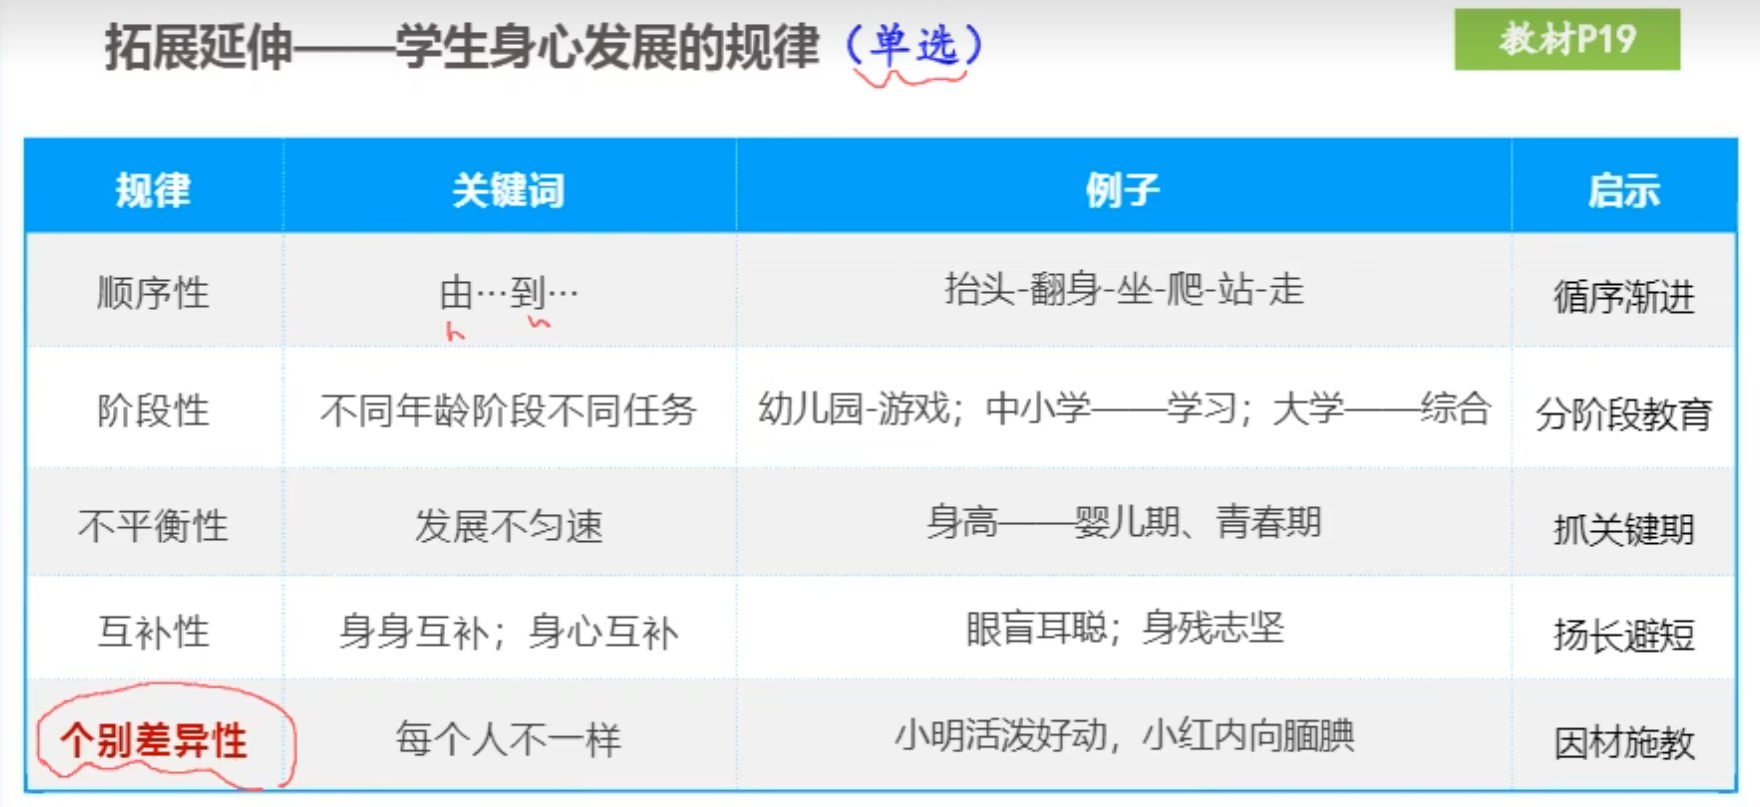 拓展延伸——学生身心发展的规律（单选）
教材P19
规律 关键词 例子 启示
顺序性 由…到… 抬头-翻身-坐-爬-站-走 循序渐进
阶段性 不同年龄阶段不同任务 幼儿园-游戏；中小学——学习；大学——综合 分阶段教育
不平衡性 发展不匀速 身高——婴儿期、青春期 抓关键期
互补性 身身互补；身心互补 眼盲耳聪；身残志坚 扬长避短
个别差异性 每个人不一样 小明活泼好动，小红内向腼腆 因材施教